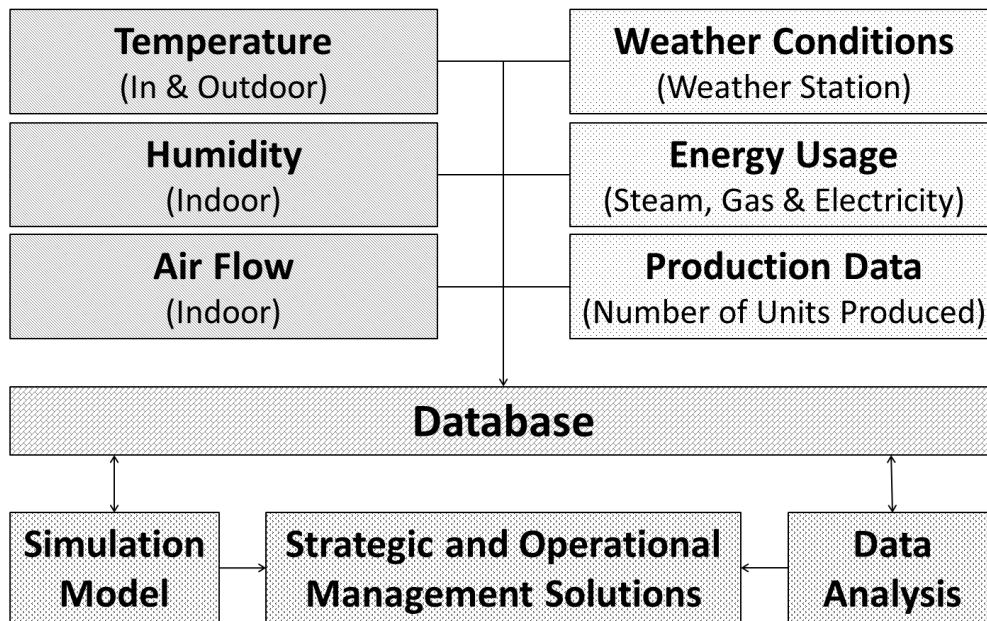 Temperature
(In & Outdoor)
Weather Conditions
(Weather Station)
Humidity
(Indoor)
Energy Usage
(Steam, Gas & Electricity)
Air Flow
(Indoor)
Production Data
(Number of Units Produced)
Database
Simulation
Model
Strategic and Operational
Management Solutions
Data
Analysis